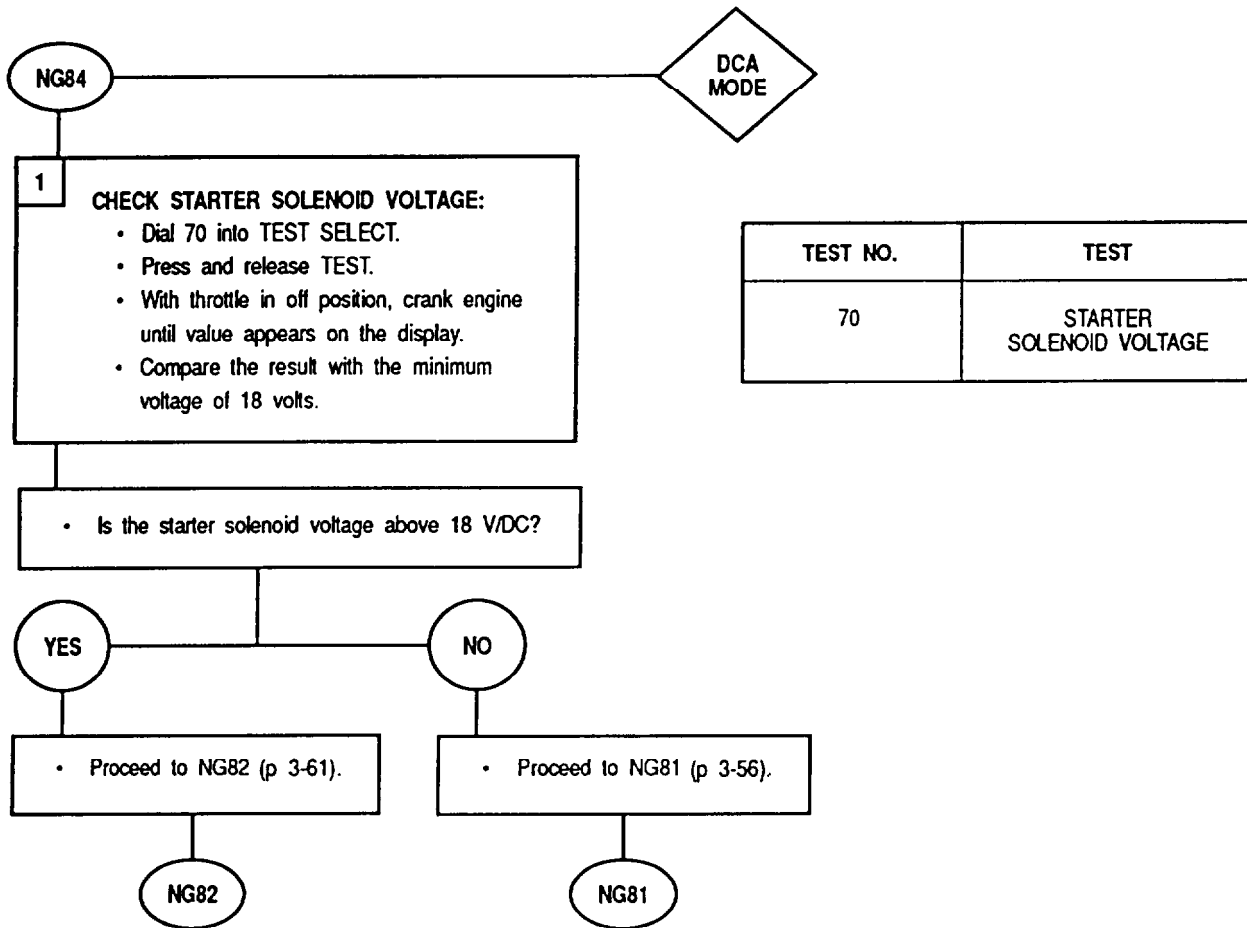 NG84
DCA
MODE
1
CHECK STARTER SOLENOID VOLTAGE:
• Dial 70 into TEST SELECT.
• Press and release TEST.
• With throttle in off position, crank engine
until value appears on the display.
• Compare the result with the minimum
voltage of 18 volts.
TEST NO. TEST
70 STARTER
SOLENOID VOLTAGE
• Is the starter solenoid voltage above 18 V/DC?
YES NO
• Proceed to NG82 (p 3-61).
• Proceed to NG81 (p 3-56).
NG82 NG81